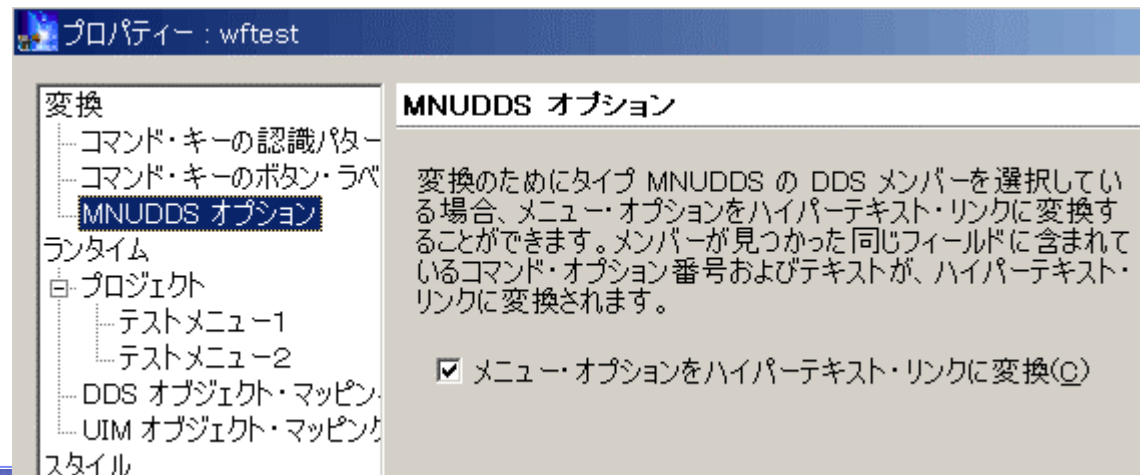 プロパティー : wftest
変換
コマンド・キーの認識パター
コマンド・キーのボタン・ラベ
MNUDDS オプション
ランタイム
プロジェクト
テストメニュー1
テストメニュー2
DDS オブジェクト・マッピン
UIM オブジェクト・マッピング
スタイル
MNUDDS オプション
変換のためにタイプ MNUDDS の DDS メンバーを選択してい
る場合、メニュー・オプションをハイパーテキスト・リンクに変換す
ることができます。メンバーが見つかった同じフィールドに含まれて
いるコマンド・オプション番号およびテキストが、ハイパーテキスト・
リンクに変換されます。
メニュー・オプションをハイパーテキスト・リンクに変換(C)